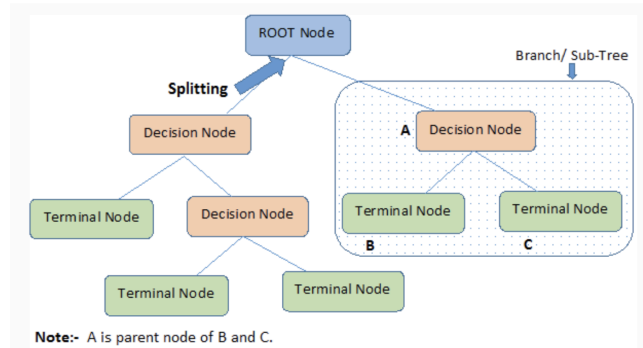 ROOT Node
Branch/ Sub-Tree
Splitting
Decision Node
A
Decision Node
Terminal Node
Decision Node
Terminal Node
Terminal Node
B
C
Terminal Node
Terminal Node
Note:- A is parent node of B and C.